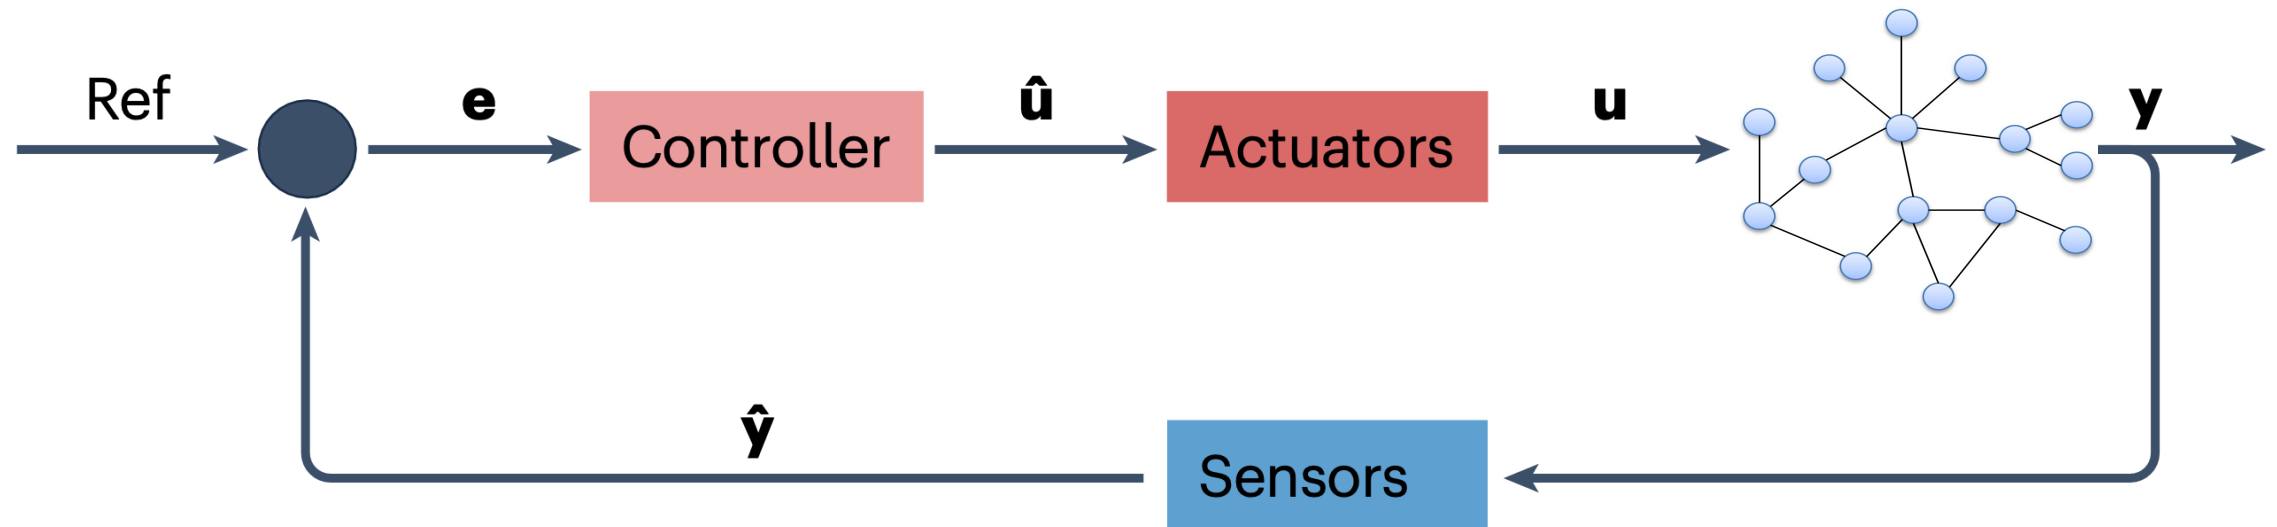 Ref
e
Controller
û
Actuators
u
y
ŷ
Sensors